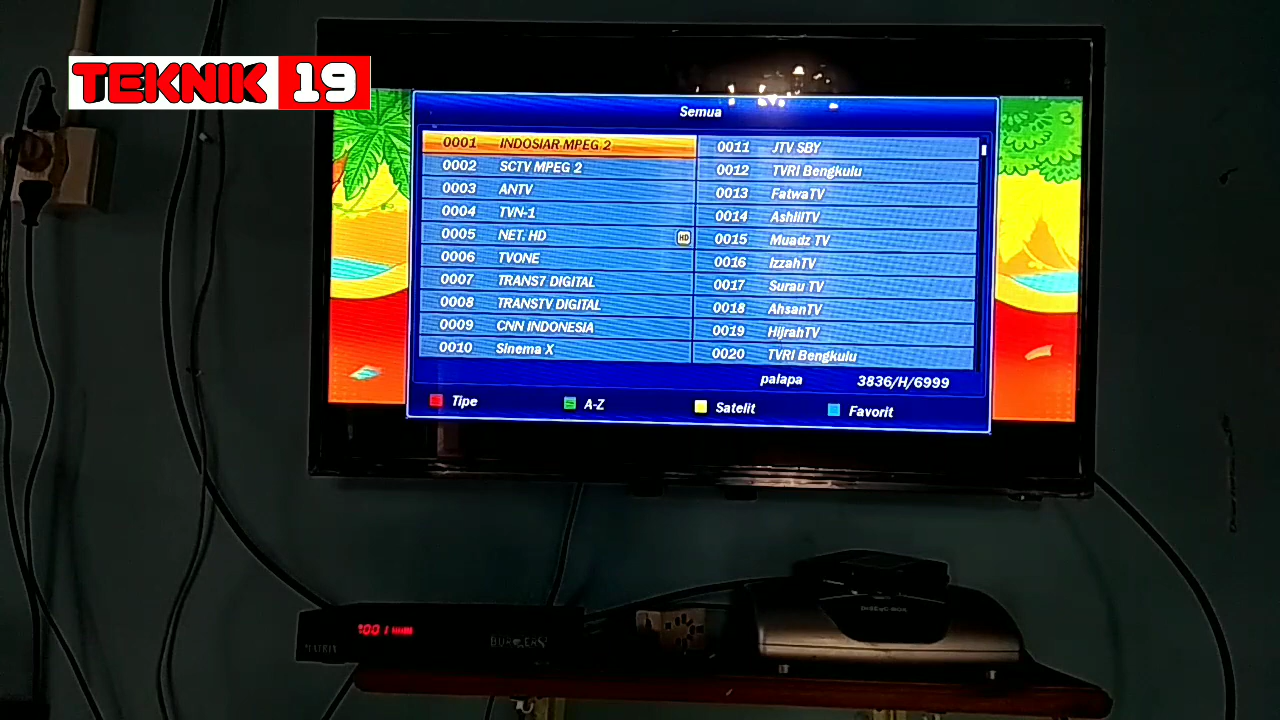 TEKNIK 19
Semua
0001 INDOSIAR MPEG 2
0002 SCTV MPEG 2
0003 ANTV
0004 TVN-1
0005 NET. HD HD
0006 TVONE
0007 TRANS7 DIGITAL
0008 TRANSTV DIGITAL
0009 CNN INDONESIA
0010 Sinema X
0011 JTV SBY
0012 TVRI Bengkulu
0013 FatwaTV
0014 AshiilTV
0015 Muadz TV
0016 IzzahTV
0017 Surau TV
0018 AhsanTV
0019 HijrahTV
0020 TVRI Bengkulu
palapa 3836/H/6999
Tipe A-Z Satelit Favorit
MATRIX